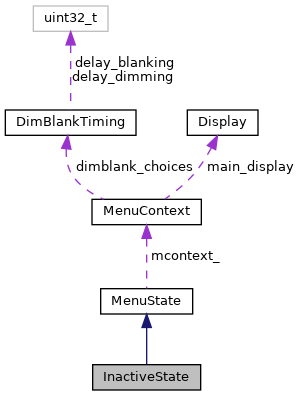 uint32_t
delay_blanking
delay_dimming
DimBlankTiming
Display
dimblank_choices
main_display
MenuContext
mcontext_
MenuState
InactiveState